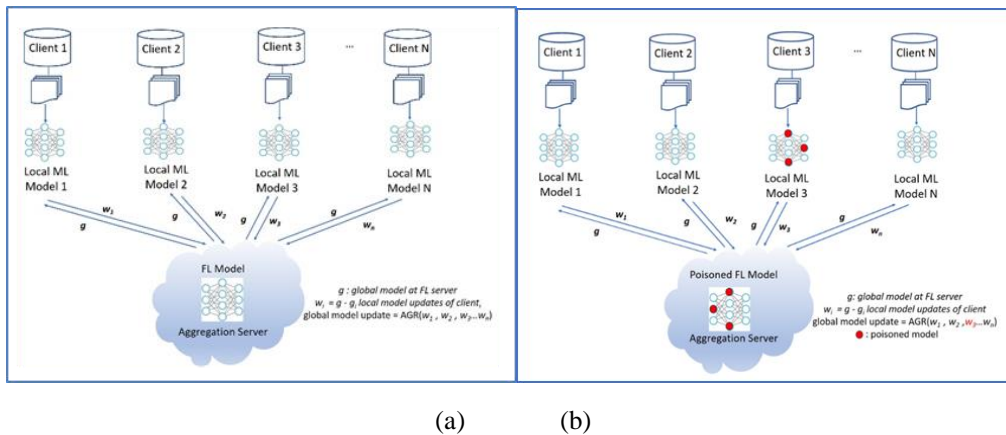 Client 1
Client 2
Client 3
...
Client N
Local ML
Model 1
Local ML
Model 2
Local ML
Model 3
Local ML
Model N
w₁
g
g
w₂
g
w₃
g
wₙ
FL Model
Aggregation Server
g : global model at FL server
wᵢ = g - gᵢ local model updates of client,
global model update = AGR(w₁ , w₂ , w₃...wₙ)
Client 1
Client 2
Client 3
...
Client N
Local ML
Model 1
Local ML
Model 2
Local ML
Model 3
Local ML
Model N
w₁
g
g
w₂
g
w₃
g
wₙ
Poisoned FL Model
Aggregation Server
g: global model at FL server
wᵢ = g - gᵢ local model updates of client
global model update = AGR(w₁ , w₂ ,w₃...wₙ)
: poisoned model
(a) (b)